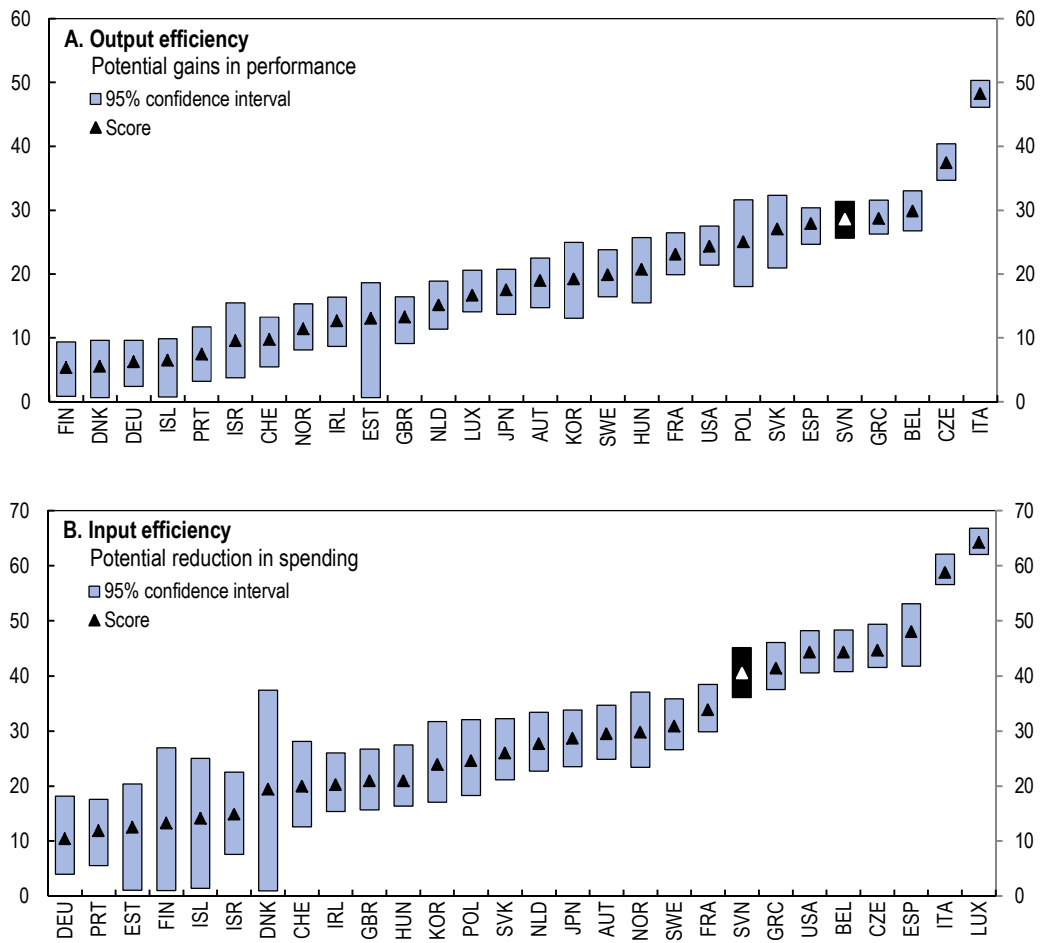 A. Output efficiency
Potential gains in performance
95% confidence interval
Score
60 60
50 50
40 40
30 30
20 20
10 10
0 0
FIN DNK DEU ISL PRT ISR CHE NOR IRL EST GBR NLD LUX JPN AUT KOR SWE HUN FRA USA POL SVK ESP SVN GRC BEL CZE ITA
B. Input efficiency
Potential reduction in spending
95% confidence interval
Score
70 70
60 60
50 50
40 40
30 30
20 20
10 10
0 0
DEU PRT EST FIN ISL ISR DNK CHE IRL GBR HUN KOR POL SVK NLD JPN AUT NOR SWE FRA SVN GRC USA BEL CZE ESP ITA LUX